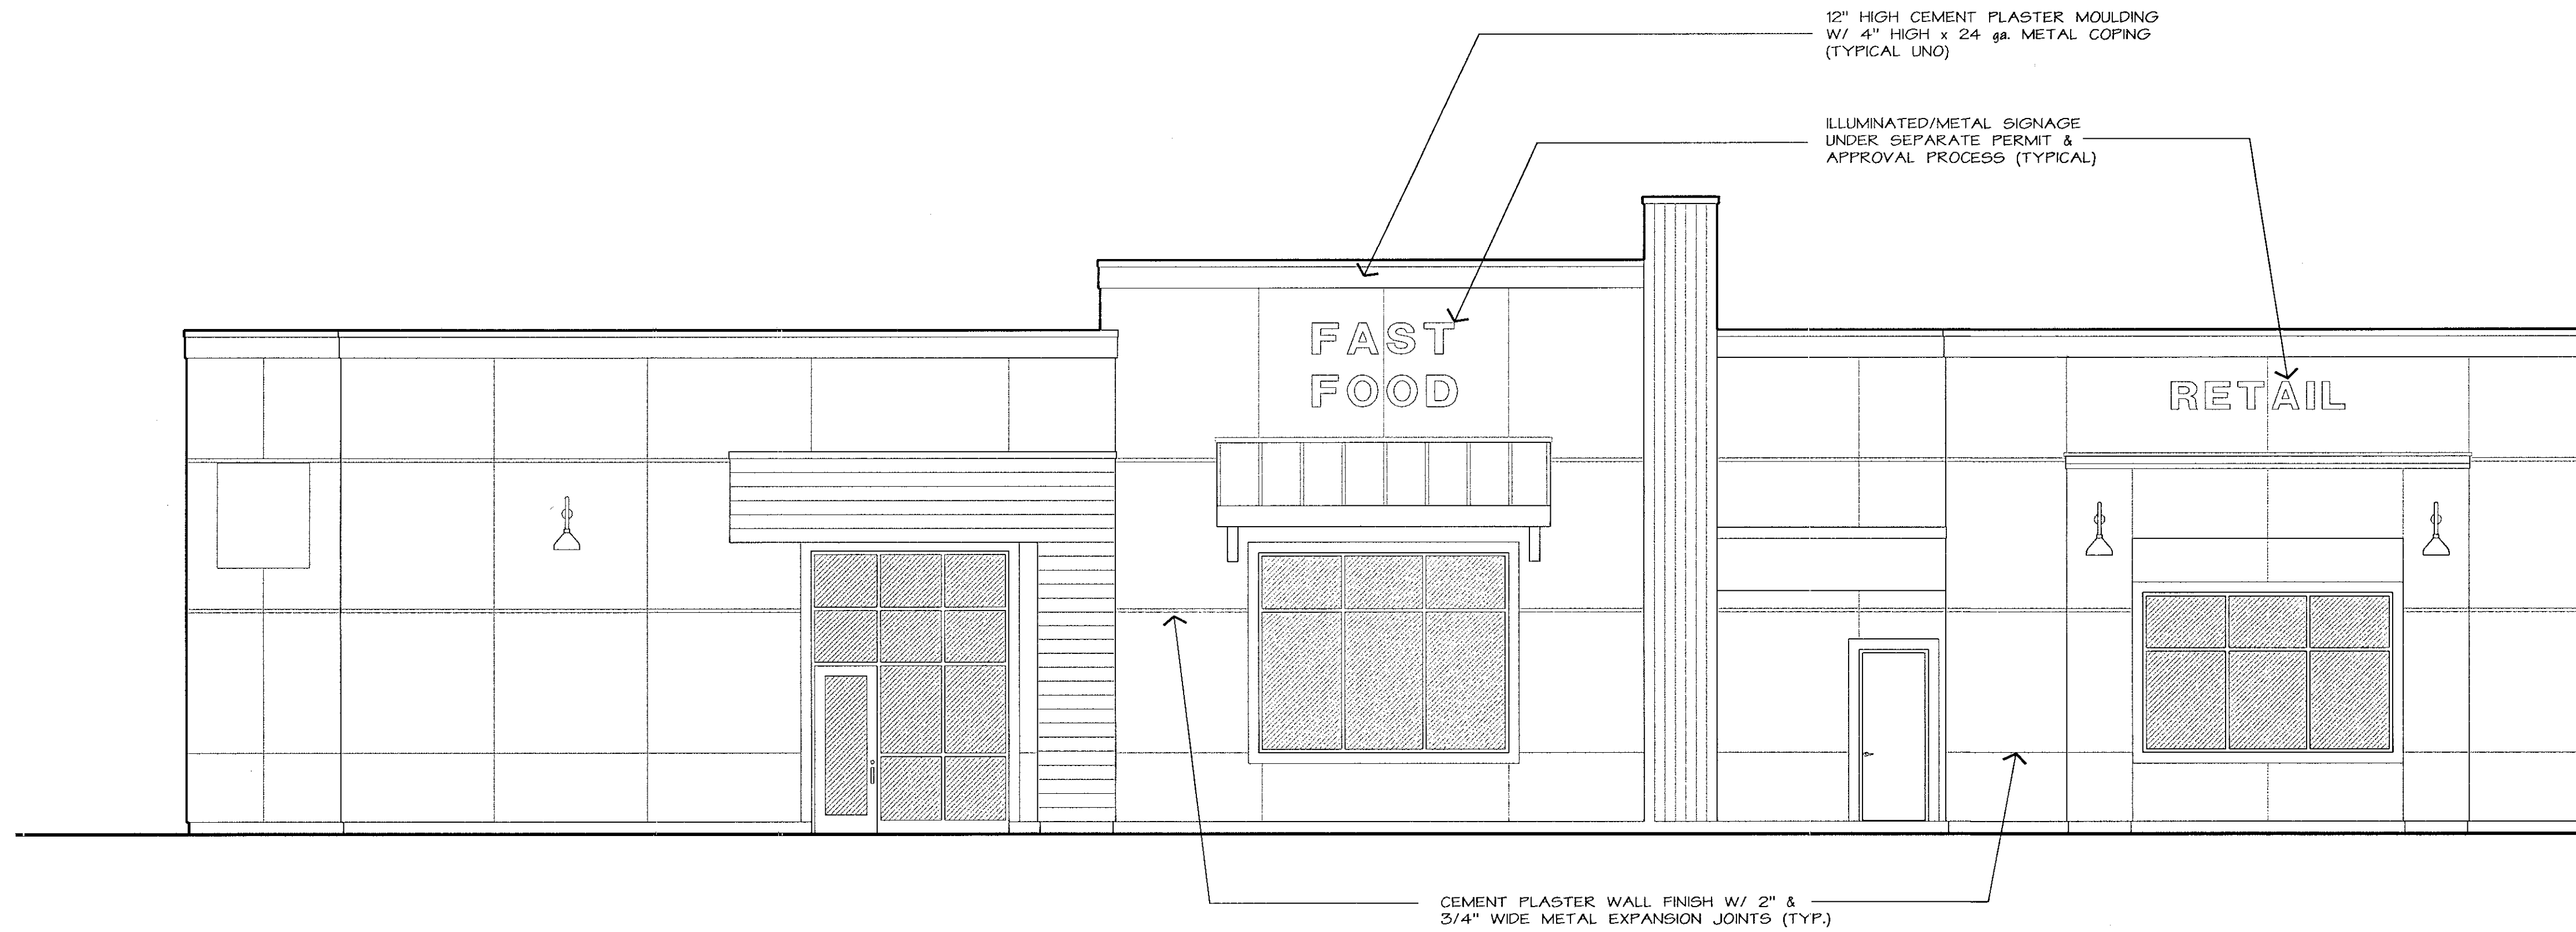 12" HIGH CEMENT PLASTER MOULDING
W/ 4" HIGH x 24 ga. METAL COPING
(TYPICAL UNO)
ILLUMINATED/METAL SIGNAGE
UNDER SEPARATE PERMIT &
APPROVAL PROCESS (TYPICAL)
FAST
FOOD
RETAIL
CEMENT PLASTER WALL FINISH W/ 2" &
3/4" WIDE METAL EXPANSION JOINTS (TYP.)